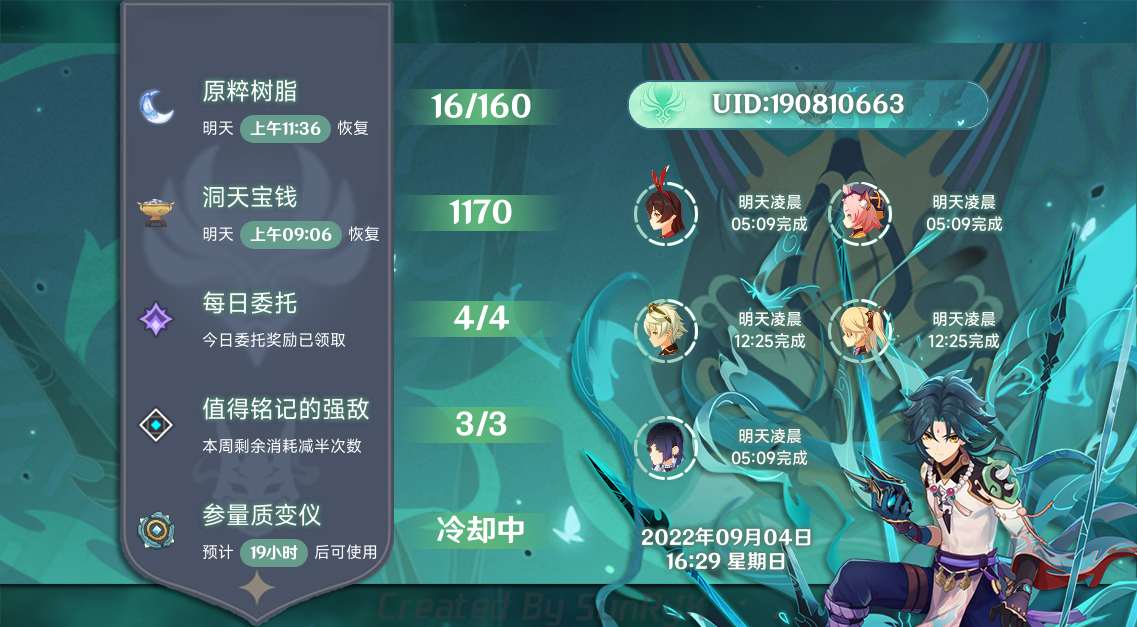 原粹树脂
明天 上午11:36 恢复
16/160
洞天宝钱
明天 上午09:06 恢复
1170
每日委托
今日委托奖励已领取
4/4
值得铭记的强敌
本周剩余消耗减半次数
3/3
参量质变仪
预计 19小时 后可使用
冷却中
UID:190810663
明天凌晨
05:09完成
明天凌晨
05:09完成
明天凌晨
12:25完成
明天凌晨
12:25完成
明天凌晨
05:09完成
2022年09月04日
16:29 星期日
Created By